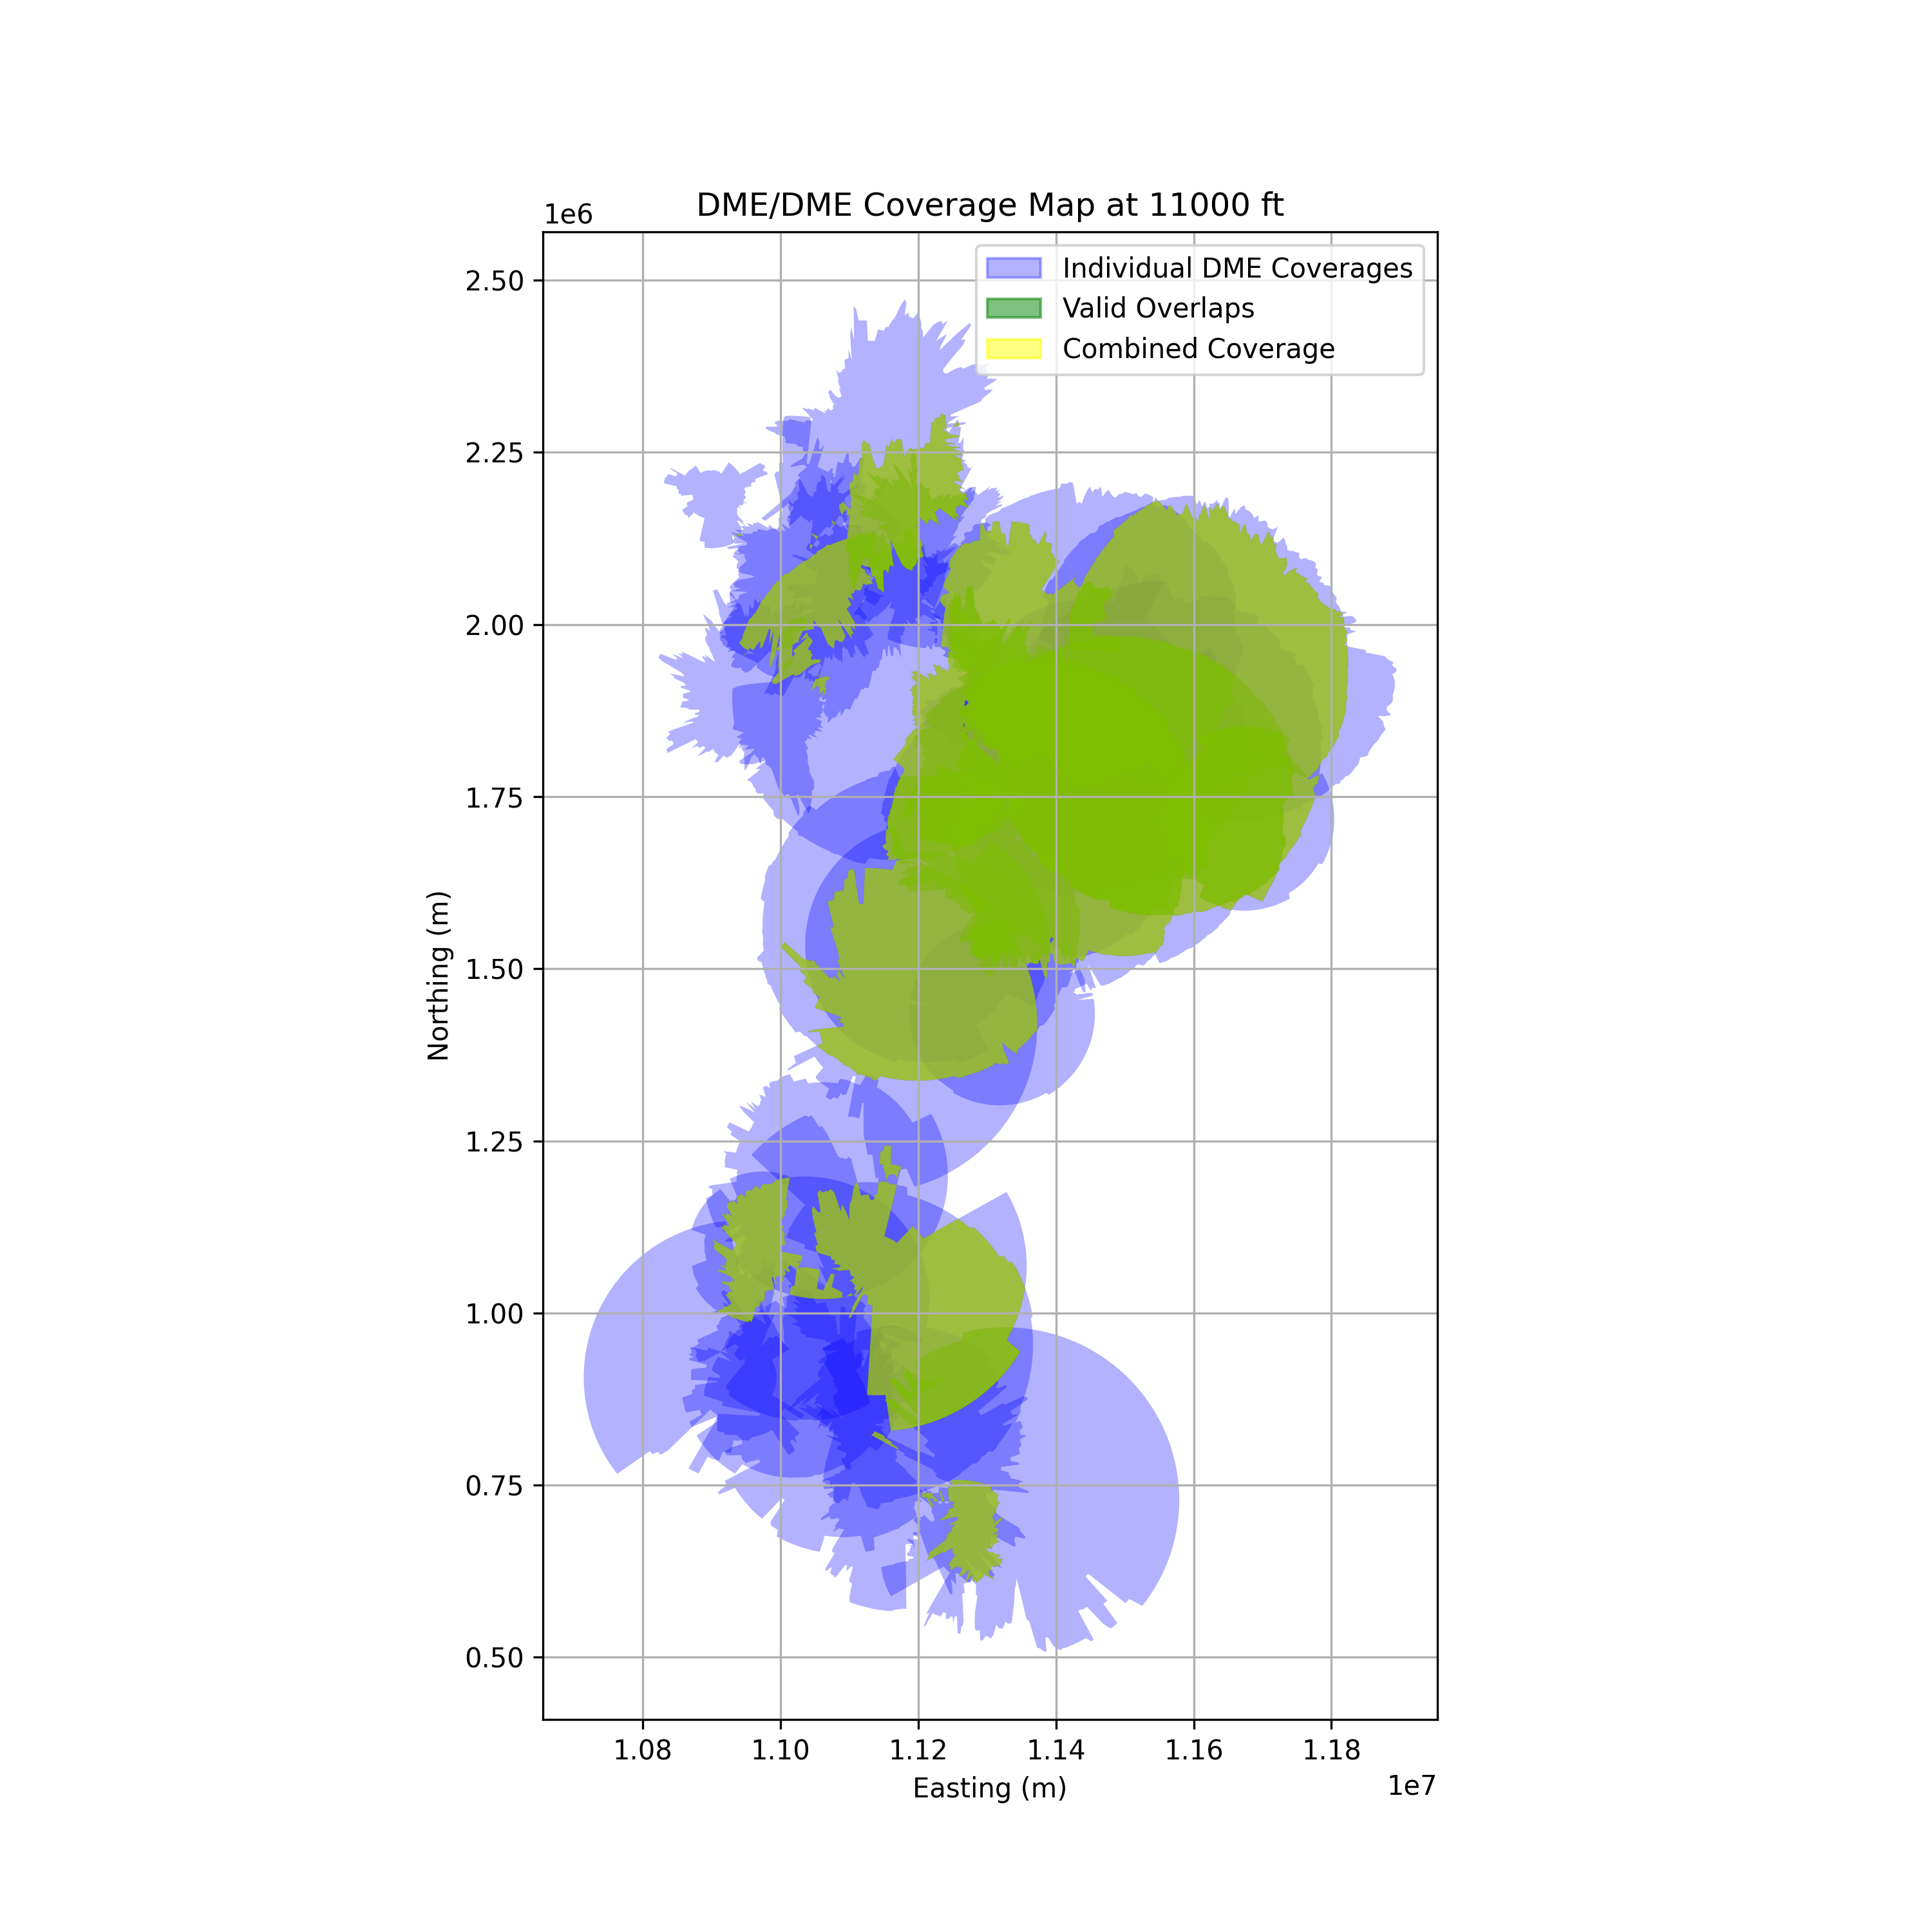 DME/DME Coverage Map at 11000 ft
1e6
Individual DME Coverages
Valid Overlaps
Combined Coverage
2.50
2.25
2.00
1.75
1.50
1.25
1.00
0.75
0.50
Northing (m)
1.08 1.10 1.12 1.14 1.16 1.18
Easting (m)
1e7